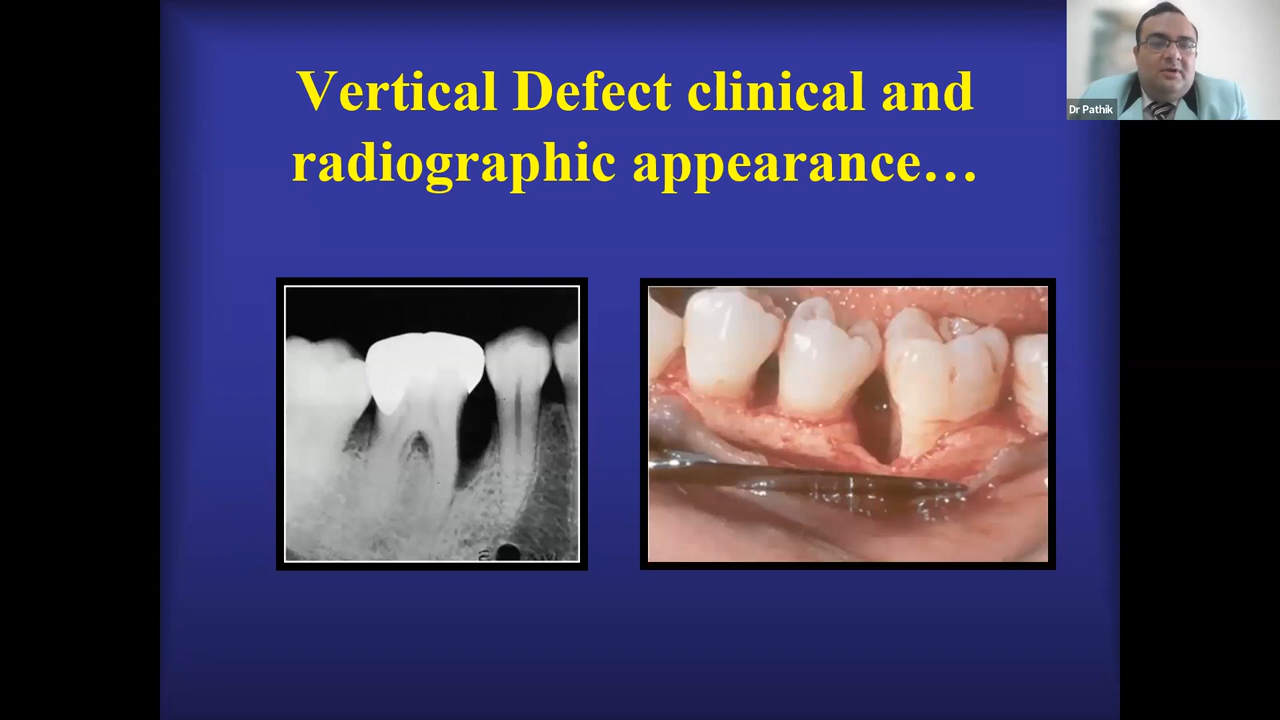 Vertical Defect clinical and
radiographic appearance…
Dr Pathik